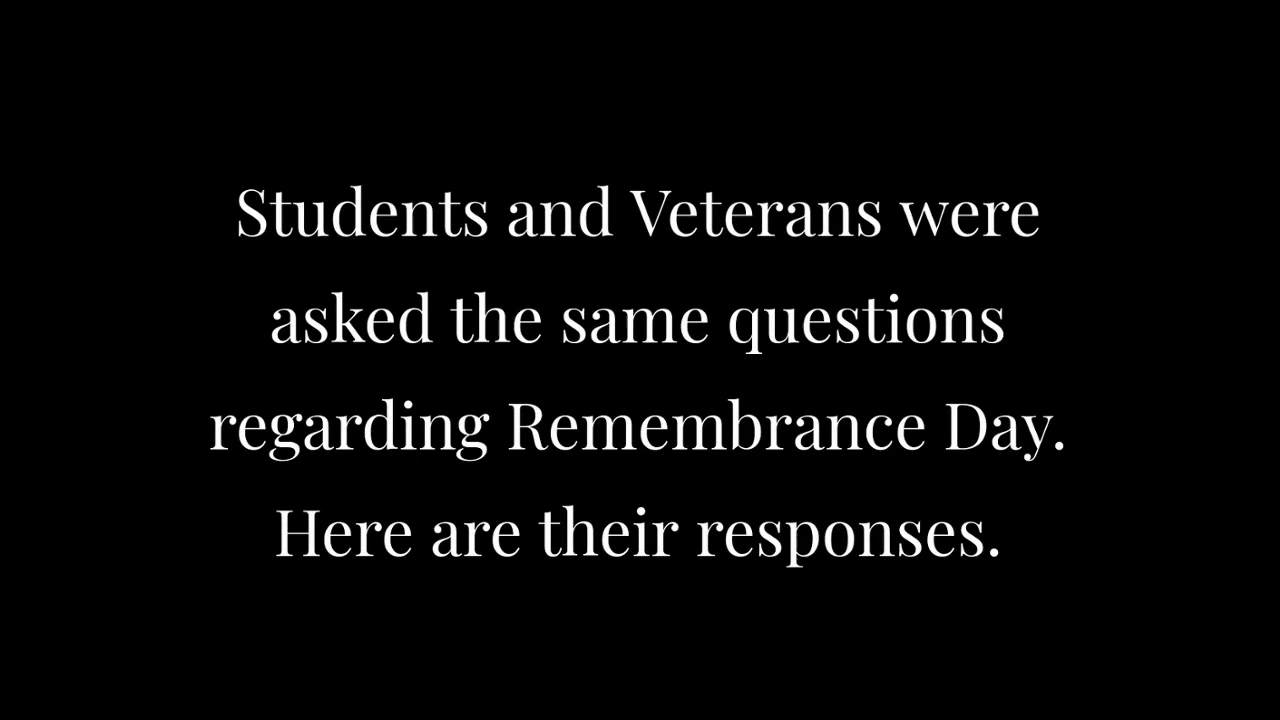 Students and Veterans were
asked the same questions
regarding Remembrance Day.
Here are their responses.